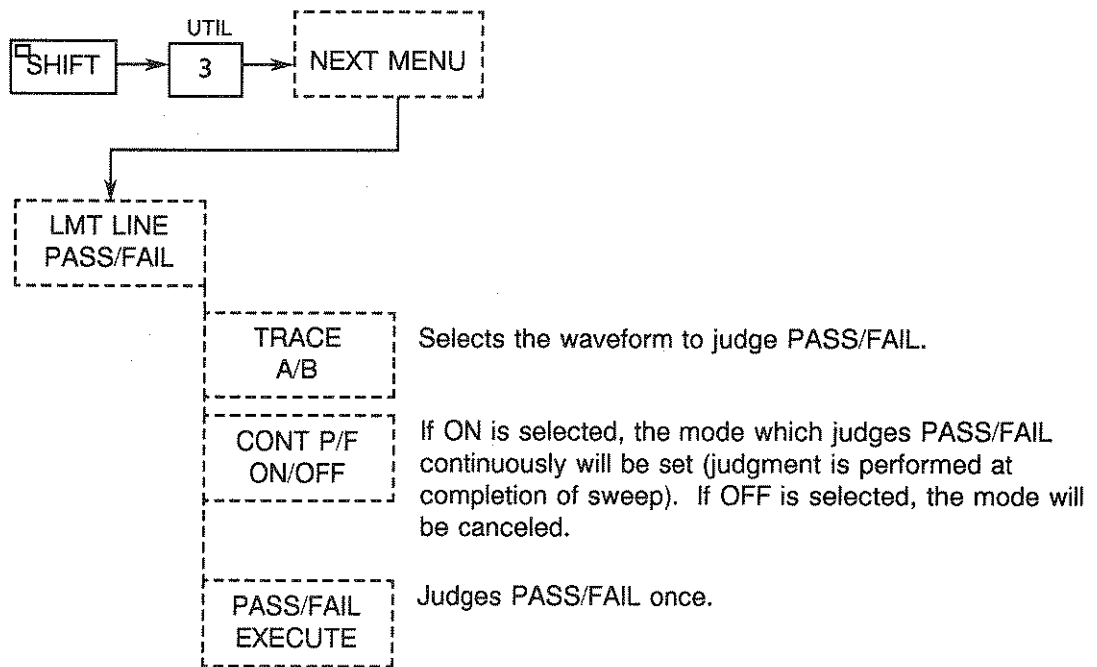 UTIL
SHIFT
3
NEXT MENU
LMT LINE
PASS/FAIL
TRACE
A/B
Selects the waveform to judge PASS/FAIL.
CONT P/F
ON/OFF
If ON is selected, the mode which judges PASS/FAIL
continuously will be set (judgment is performed at
completion of sweep). If OFF is selected, the mode will
be canceled.
PASS/FAIL
EXECUTE
Judges PASS/FAIL once.